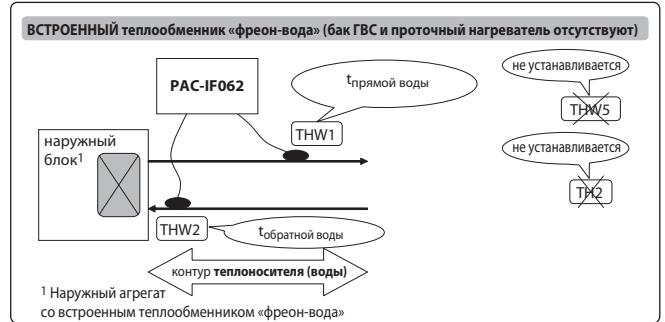 ВСТРОЕННЫЙ теплообменник «фреон-вода» (бак ГВС и проточный нагреватель отсутствуют)
PAC-IF062
tпрямой воды
не устанавливается
THW5
THW1
наружный
блок1
не устанавливается
TH2
THW2
tобратной воды
контур теплоносителя (воды)
1 Наружный агрегат
со встроенным теплообменником «фреон-вода»